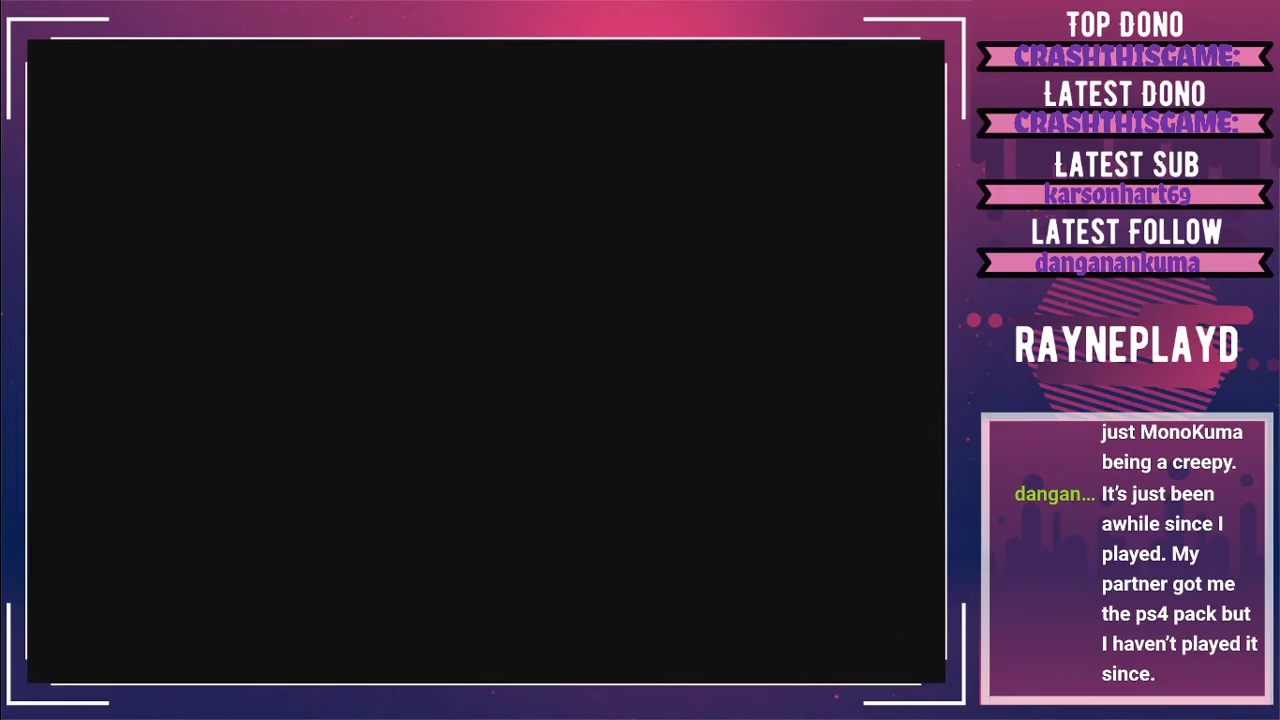 TOP DONO
CRASHTHISGAME:
LATEST DONO
CRASHTHISGAME:
LATEST SUB
karsonhart69
LATEST FOLLOW
danganankuma
RAYNEPLAYD
just MonoKuma
being a creepy.
dangan... It’s just been
awhile since I
played. My
partner got me
the ps4 pack but
I haven’t played it
since.